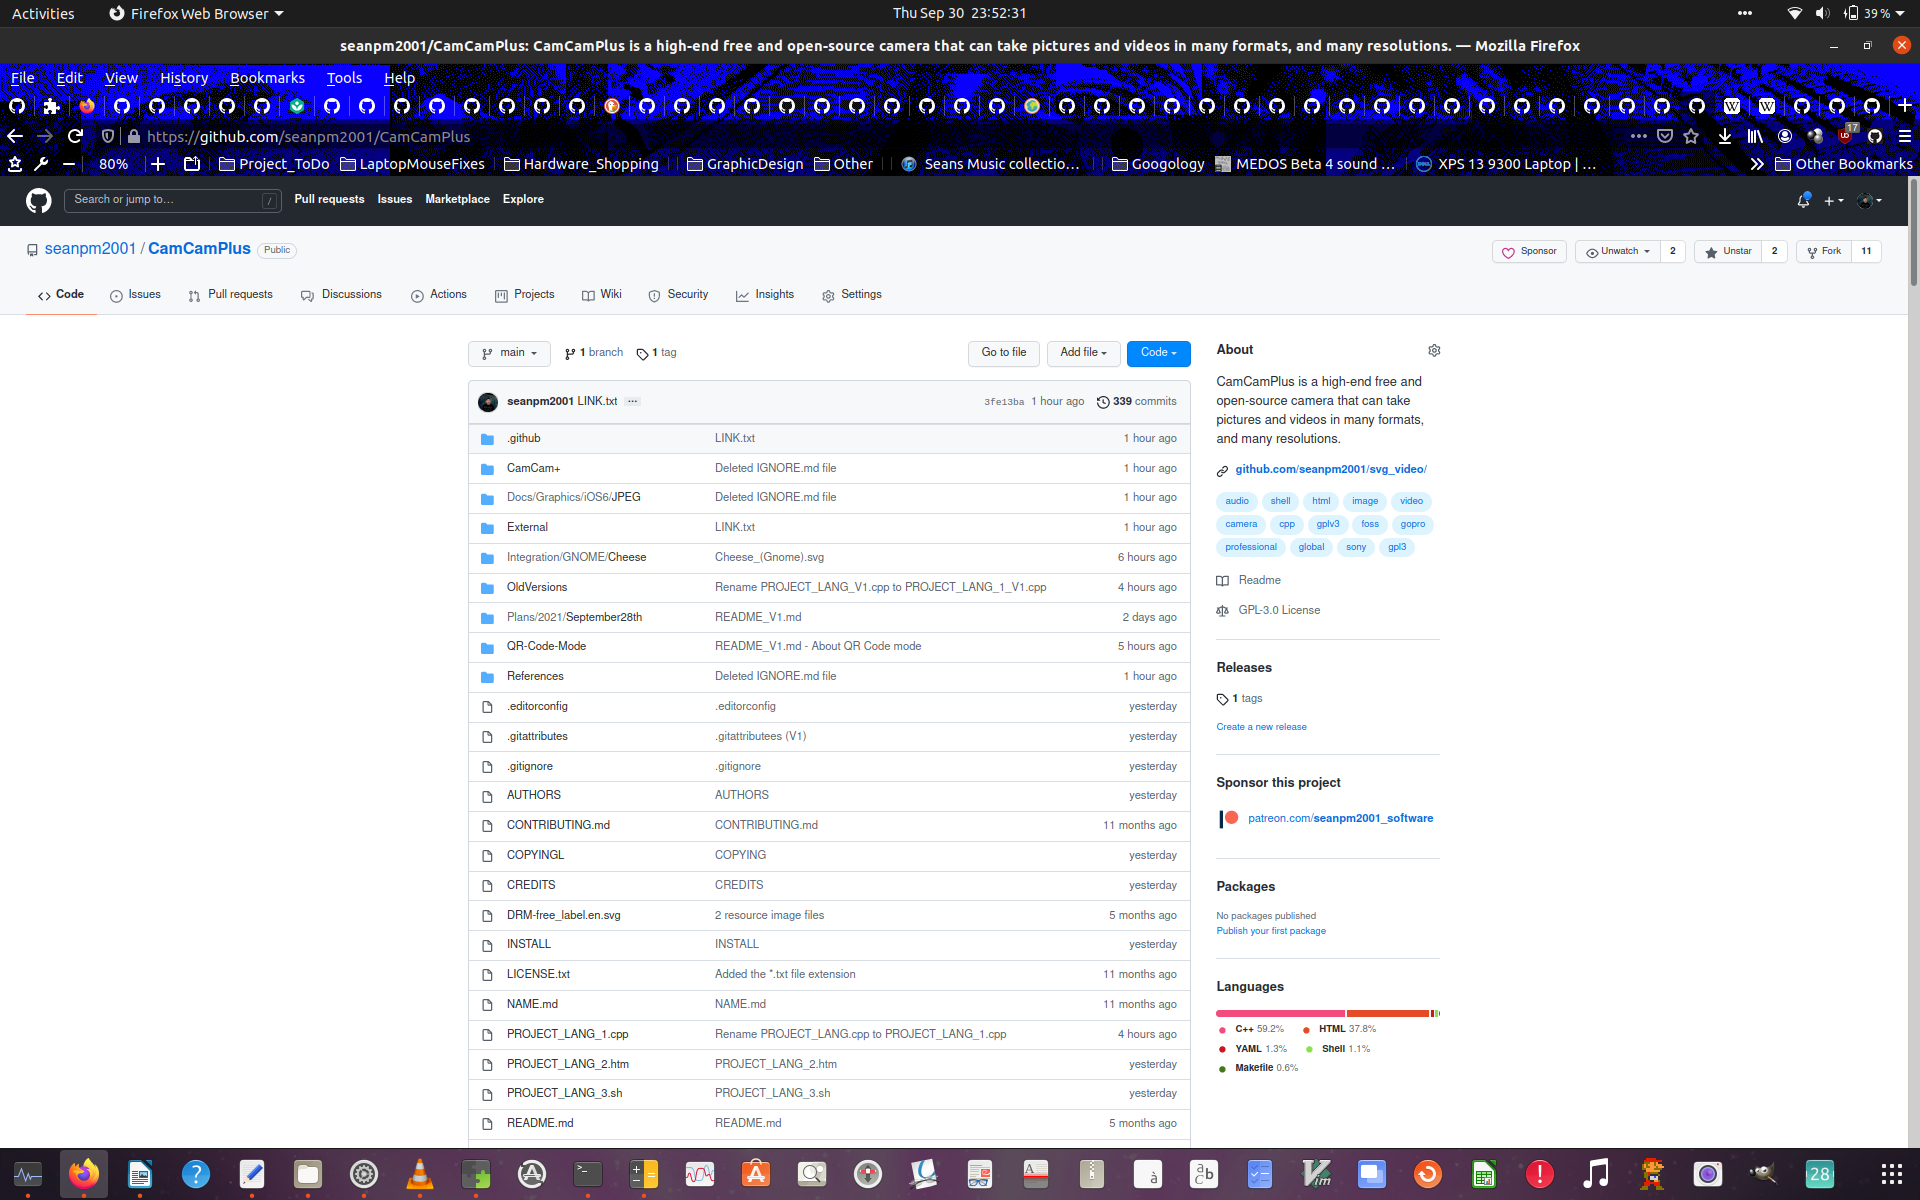 Activities Firefox Web Browser Thu Sep 30 23:52:31 39 %
seanpm2001/CamCamPlus: CamCamPlus is a high-end free and open-source camera that can take pictures and videos in many formats, and many resolutions. — Mozilla Firefox
File Edit View History Bookmarks Tools Help
https://github.com/seanpm2001/CamCamPlus 17
80% Project_ToDo LaptopMouseFixes Hardware_Shopping GraphicDesign Other Seans Music collectio… Googology MEDOS Beta 4 sound … XPS 13 9300 Laptop | … Other Bookmarks
Search or jump to… / Pull requests Issues Marketplace Explore
seanpm2001 / CamCamPlus Public Sponsor Unwatch 2 Unstar 2 Fork 11
Code Issues Pull requests Discussions Actions Projects Wiki Security Insights Settings
main 1 branch 1 tag Go to file Add file Code
seanpm2001 LINK.txt ... 3fe13ba 1 hour ago 339 commits
.github LINK.txt 1 hour ago
CamCam+ Deleted IGNORE.md file 1 hour ago
Docs/Graphics/iOS6/JPEG Deleted IGNORE.md file 1 hour ago
External LINK.txt 1 hour ago
Integration/GNOME/Cheese Cheese_(Gnome).svg 6 hours ago
OldVersions Rename PROJECT_LANG_V1.cpp to PROJECT_LANG_1_V1.cpp 4 hours ago
Plans/2021/September28th README_V1.md 2 days ago
QR-Code-Mode README_V1.md - About QR Code mode 5 hours ago
References Deleted IGNORE.md file 1 hour ago
.editorconfig .editorconfig yesterday
.gitattributes .gitattributees (V1) yesterday
.gitignore .gitignore yesterday
AUTHORS AUTHORS yesterday
CONTRIBUTING.md CONTRIBUTING.md 11 months ago
COPYINGL COPYING yesterday
CREDITS CREDITS yesterday
DRM-free_label.en.svg 2 resource image files 5 months ago
INSTALL INSTALL yesterday
LICENSE.txt Added the *.txt file extension 11 months ago
NAME.md NAME.md 11 months ago
PROJECT_LANG_1.cpp Rename PROJECT_LANG.cpp to PROJECT_LANG_1.cpp 4 hours ago
PROJECT_LANG_2.htm PROJECT_LANG_2.htm yesterday
PROJECT_LANG_3.sh PROJECT_LANG_3.sh yesterday
README.md README.md 5 months ago
About
CamCamPlus is a high-end free and
open-source camera that can take
pictures and videos in many formats,
and many resolutions.
github.com/seanpm2001/svg_video/
audio shell html image video
camera cpp gplv3 foss gopro
professional global sony gpl3
Readme
GPL-3.0 License
Releases
1 tags
Create a new release
Sponsor this project
patreon.com/seanpm2001_software
Packages
No packages published
Publish your first package
Languages
C++ 59.2% HTML 37.8%
YAML 1.3% Shell 1.1%
Makefile 0.6%
28